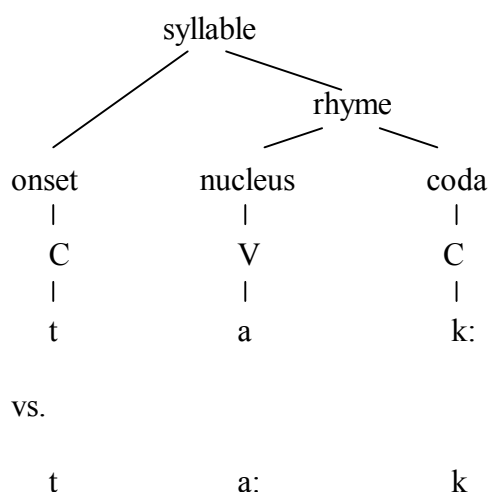 syllable
rhyme
onset nucleus coda
C V C
t a k:
vs.
t a: k